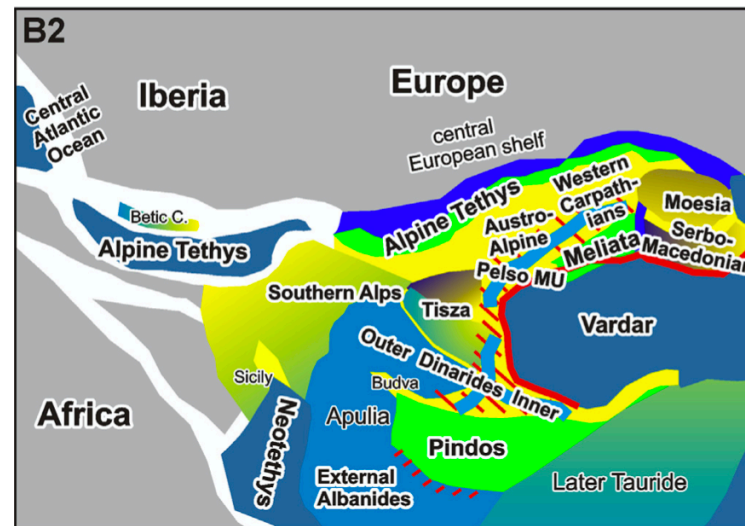 B2
Iberia
Europe
Central
Atlantic
Ocean
central
European shelf
Betic C.
Alpine Tethys
Alpine Tethys
Western
Carpath-
ians
Austro-
Alpine
Pelso MU
Meliata
Moesia
Serbo-
Macedonian
Southern Alps
Tisza
Vardar
Outer Dinarides Inner
Sicily
Budva
Africa
Neotethys
Apulia
Pindos
External
Albanides
Later Tauride